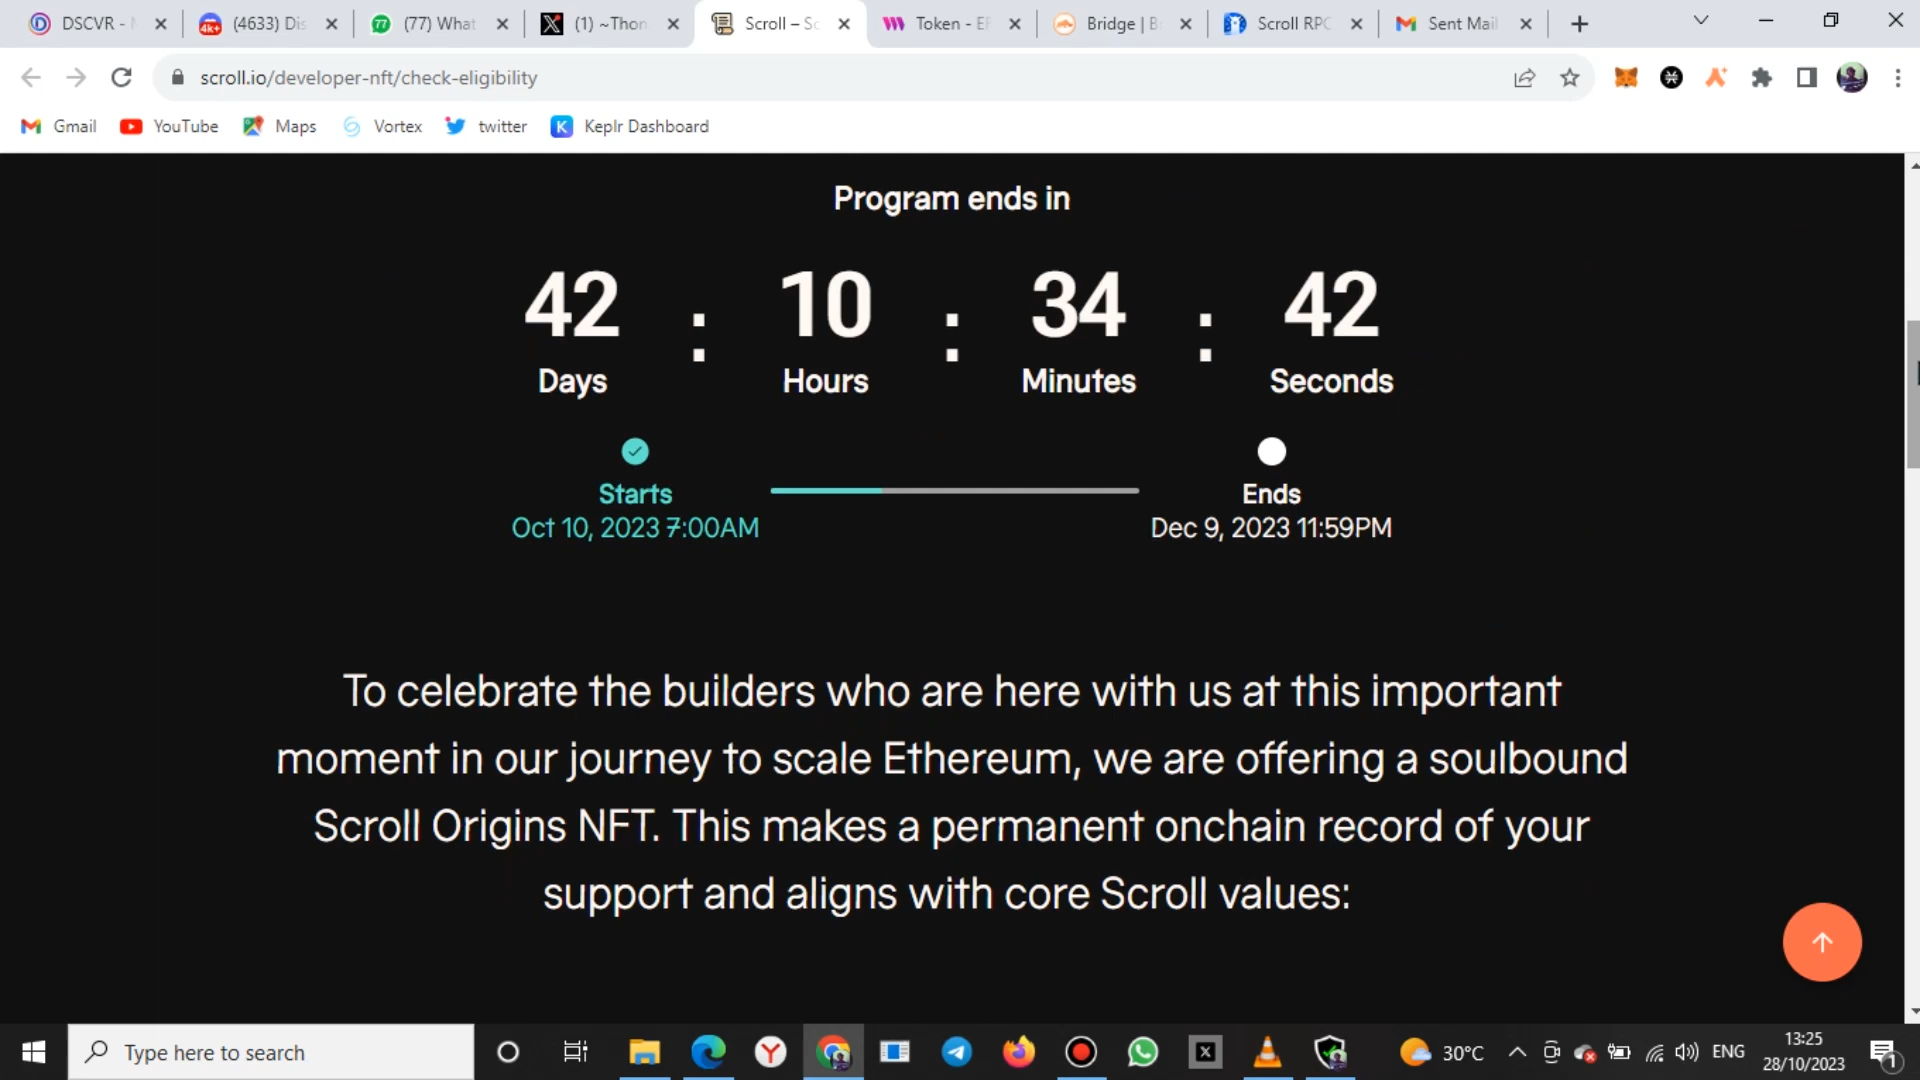 DSCVR - N
(4633) Dis
(77) What
(1) ~Thon
Scroll – Sc
Token - EF
Bridge | B
Scroll RPC
Sent Mail
scroll.io/developer-nft/check-eligibility
Gmail
YouTube
Maps
Vortex
twitter
Keplr Dashboard
Program ends in
42 : 10 : 34 : 42
Days Hours Minutes Seconds
Starts
Oct 10, 2023 7:00AM
Ends
Dec 9, 2023 11:59PM
To celebrate the builders who are here with us at this important
moment in our journey to scale Ethereum, we are offering a soulbound
Scroll Origins NFT. This makes a permanent onchain record of your
support and aligns with core Scroll values:
Type here to search
30°C
ENG
13:25
28/10/2023
1